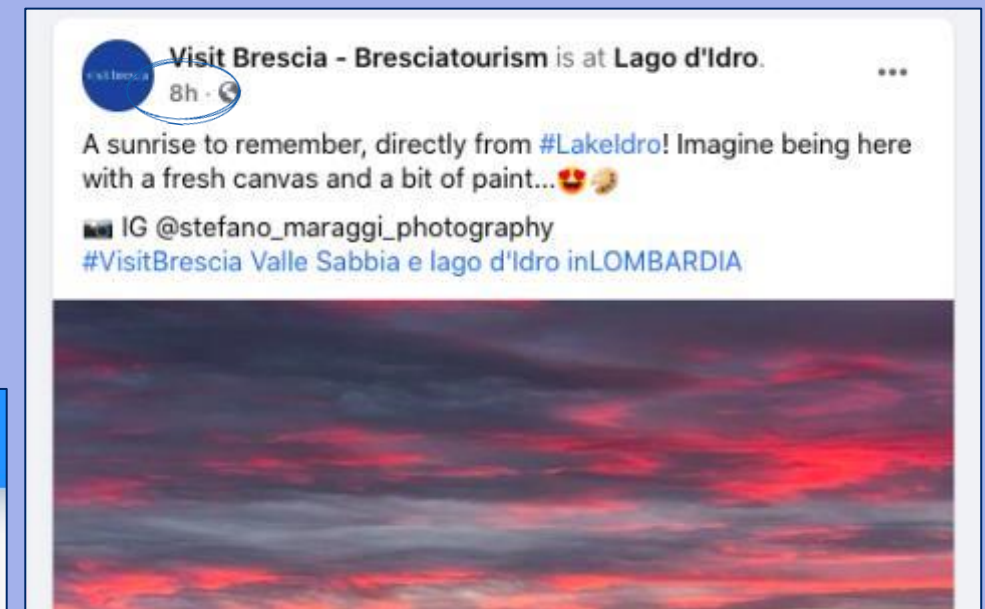 Visit Brescia - Bresciatourism is at Lago d'Idro.
8h ·
A sunrise to remember, directly from #LakeIdro! Imagine being here
with a fresh canvas and a bit of paint...😍🎨
📷 IG @stefano_maraggi_photography
#VisitBrescia Valle Sabbia e lago d'Idro inLOMBARDIA